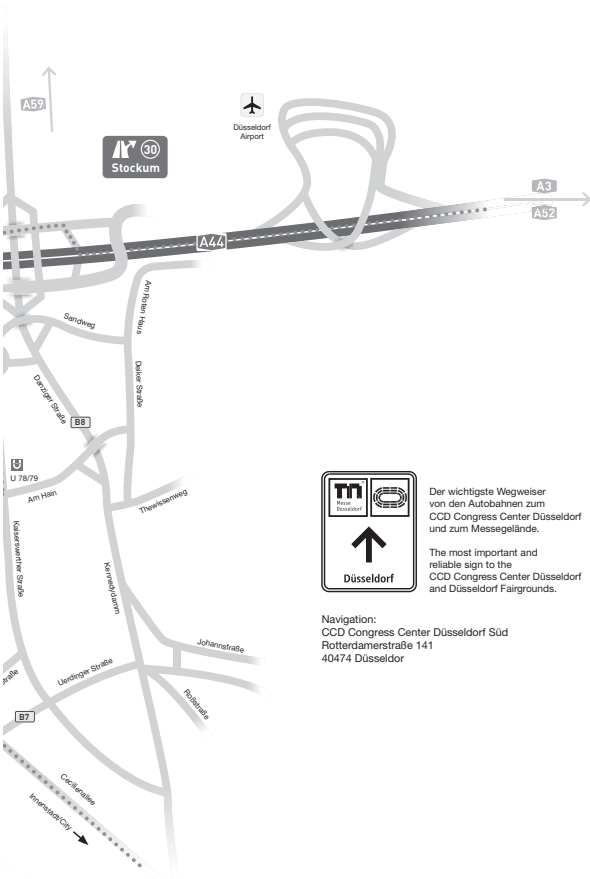 A59
Düsseldorf
Airport
30
Stockum
A3
A52
A44
Am Roten Haus
Sandweg
Deiker Straße
Danziger Straße
B8
U 78/79
Am Hain
Thewissenweg
Kaiserswerther Straße
Kennedydamm
Messe
Düsseldorf
Düsseldorf
Der wichtigste Wegweiser
von den Autobahnen zum
CCD Congress Center Düsseldorf
und zum Messegelände.
The most important and
reliable sign to the
CCD Congress Center Düsseldorf
and Düsseldorf Fairgrounds.
Navigation:
CCD Congress Center Düsseldorf Süd
Rotterdamerstraße 141
40474 Düsseldor
Johannstraße
Uerdinger Straße
traße
Roßstraße
B7
Cecilienallee
Innenstadt/City